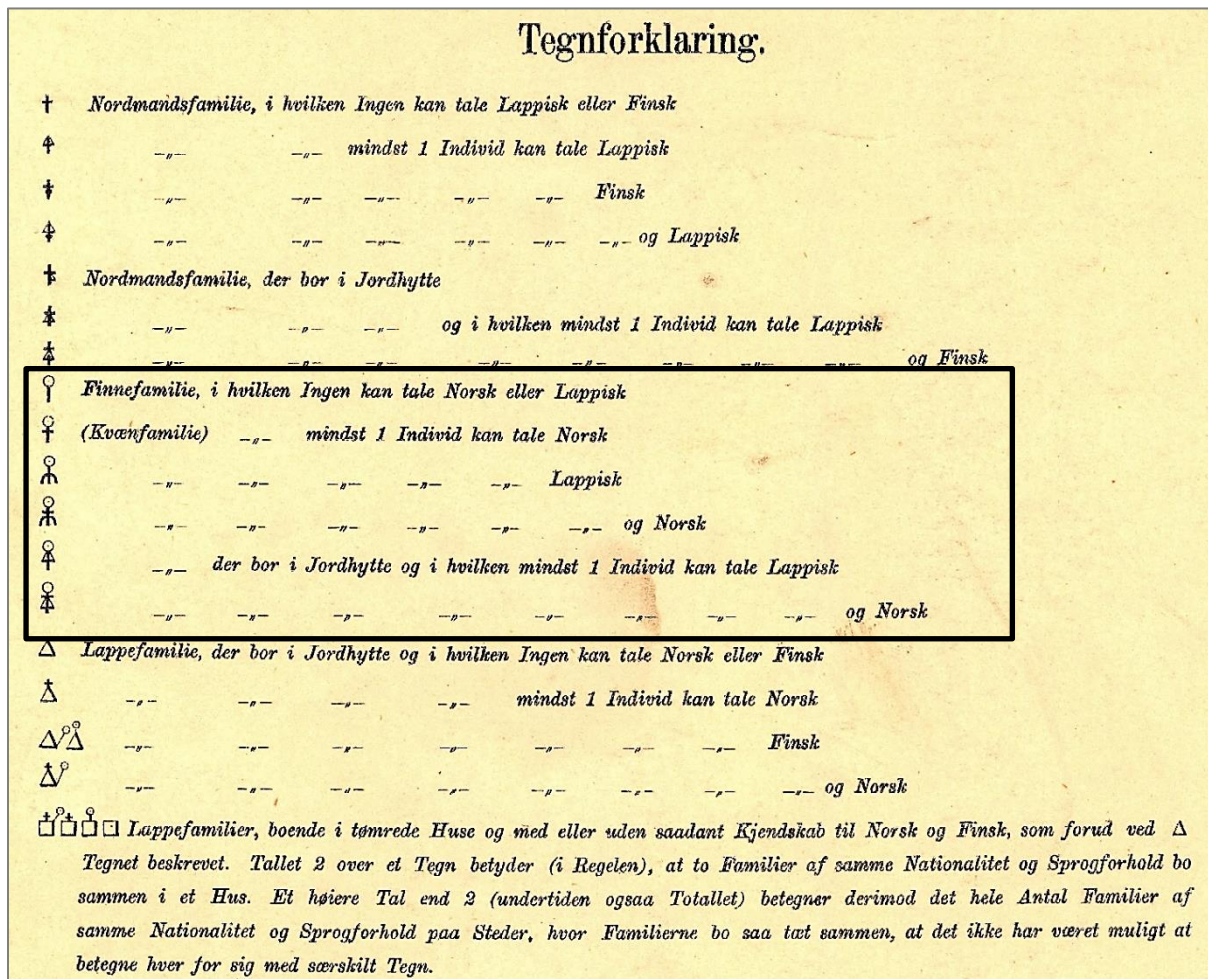 Tegnforklaring.
Nordmandsfamilie, i hvilken Ingen kan tale Lappisk eller Finsk
—„— —„— mindst 1 Individ kan tale Lappisk
—„— —„— —„— —„— —„— Finsk
—„— —„— —„— —„— —„— —„— og Lappisk
Nordmandsfamilie, der bor i Jordhytte
—„— —„— —„— og i hvilken mindst 1 Individ kan tale Lappisk
—„— —„— —„— —„— —„— —„— —„— —„— og Finsk
Finnefamilie, i hvilken Ingen kan tale Norsk eller Lappisk
(Kvænfamilie) —„— mindst 1 Individ kan tale Norsk
—„— —„— —„— —„— —„— Lappisk
—„— —„— —„— —„— —„— —„— og Norsk
—„— der bor i Jordhytte og i hvilken mindst 1 Individ kan tale Lappisk
—„— —„— —„— —„— —„— —„— —„— —„— og Norsk
Lappefamilie, der bor i Jordhytte og i hvilken Ingen kan tale Norsk eller Finsk
—„— —„— —„— —„— mindst 1 Individ kan tale Norsk
—„— —„— —„— —„— —„— —„— —„— Finsk
—„— —„— —„— —„— —„— —„— —„— —„— og Norsk
Lappefamilier, boende i tømrede Huse og med eller uden saadant Kjendskab til Norsk og Finsk, som forud ved Δ
Tegnet beskrevet. Tallet 2 over et Tegn betyder (i Regelen), at to Familier af samme Nationalitet og Sprogforhold bo
sammen i et Hus. Et høiere Tal end 2 (undertiden ogsaa Totallet) betegner derimod det hele Antal Familier af
samme Nationalitet og Sprogforhold paa Steder, hvor Familierne bo saa tæt sammen, at det ikke har været muligt at
betegne hver for sig med særskilt Tegn.